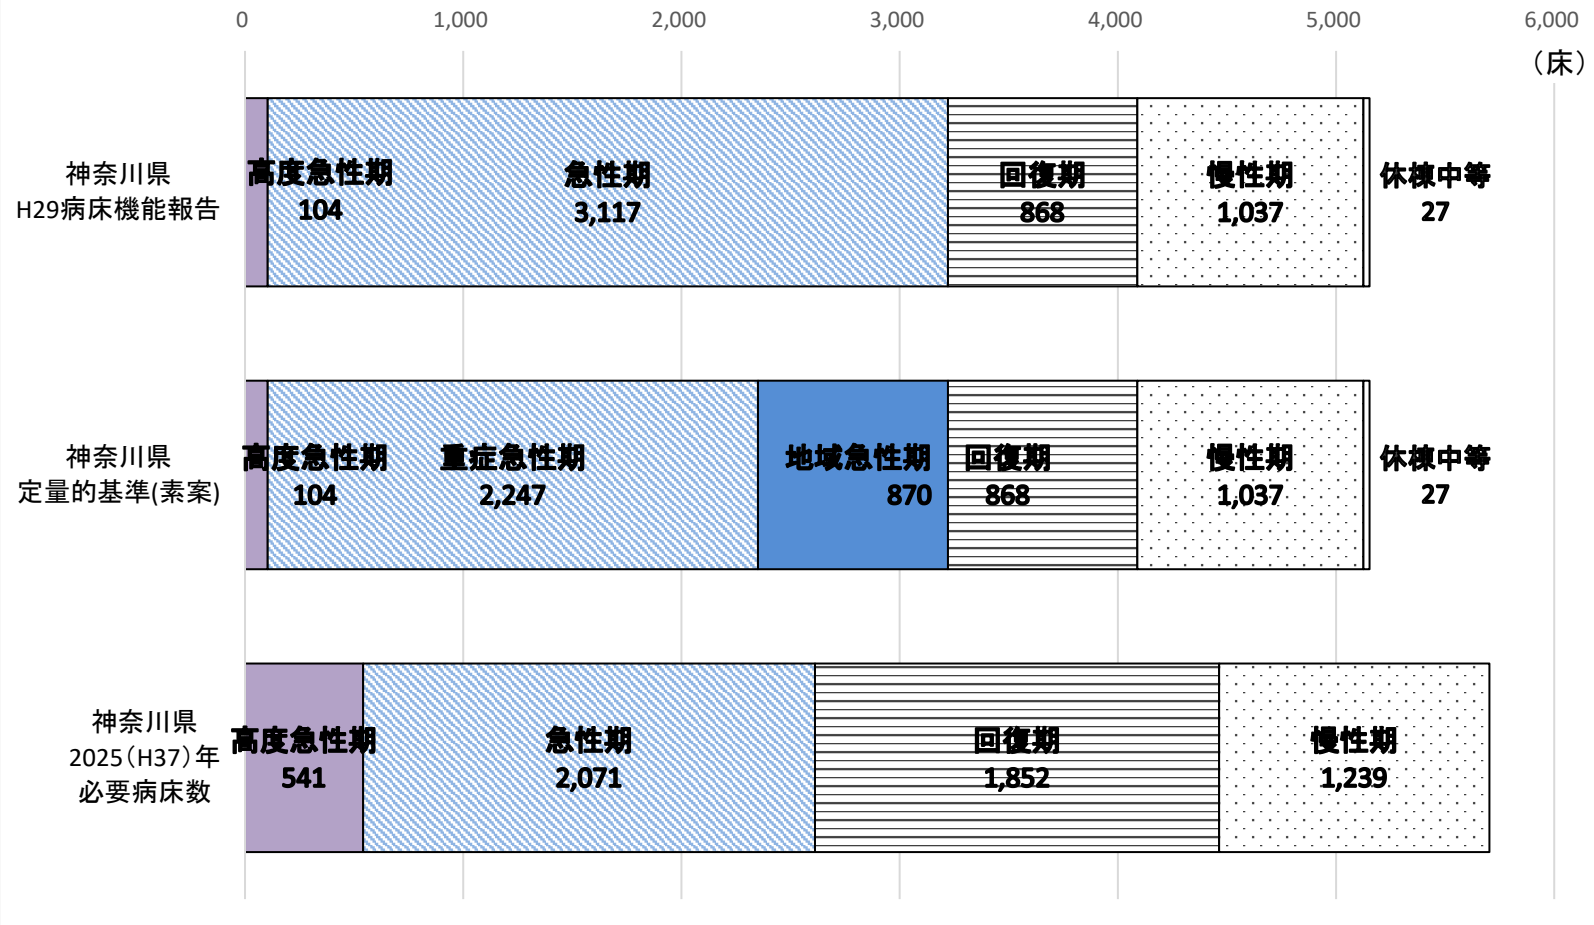 0 1,000 2,000 3,000 4,000 5,000 6,000
（床）
神奈川県
H29病床機能報告
高度急性期
104
急性期
3,117
回復期
868
慢性期
1,037
休棟中等
27
神奈川県
定量的基準(素案)
高度急性期
104
重症急性期
2,247
地域急性期
870
回復期
868
慢性期
1,037
休棟中等
27
神奈川県
2025（H37）年
必要病床数
高度急性期
541
急性期
2,071
回復期
1,852
慢性期
1,239